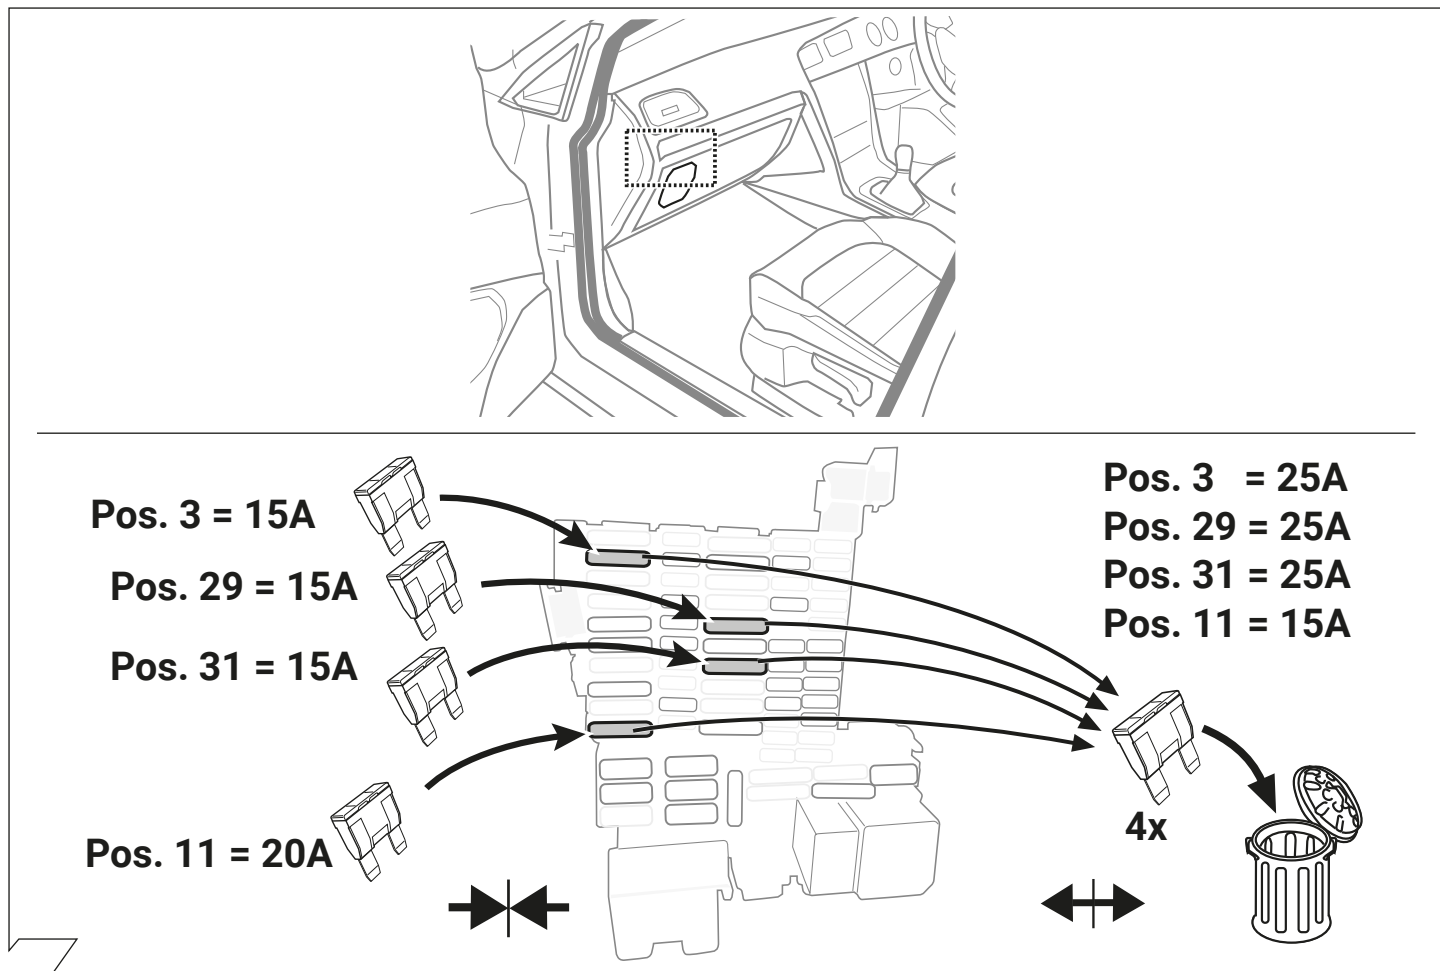 Pos. 3 = 15A
Pos. 29 = 15A
Pos. 31 = 15A
Pos. 11 = 20A
Pos. 3 = 25A
Pos. 29 = 25A
Pos. 31 = 25A
Pos. 11 = 15A
4x